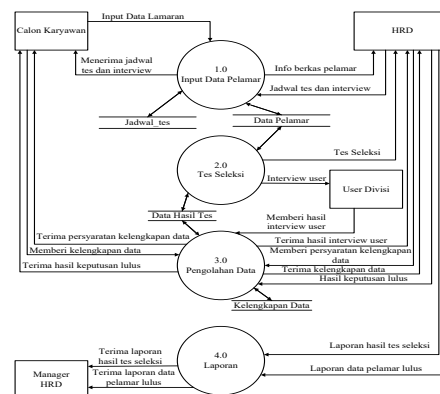 Calon Karyawan
Input Data Lamaran
HRD
1.0
Input Data Pelamar
Menerima jadwal
tes dan interview
Info berkas pelamar
Jadwal tes dan interview
Jadwal_tes
Data Pelamar
2.0
Tes Seleksi
Tes Seleksi
Interview user
User Divisi
Data Hasil Tes
Memberi hasil
interview user
Terima persyaratan kelengkapan data
Terima hasil interview user
Memberi kelengkapan data
Memberi persyaratan kelengkapan
data
3.0
Pengolahan Data
Terima hasil keputusan lulus
Terima kelengkapan data
Hasil keputusan lulus
Kelengkapan Data
4.0
Laporan
Laporan hasil tes seleksi
Terima laporan
hasil tes seleksi
Manager
HRD
Terima laporan data
pelamar lulus
Laporan data pelamar lulus